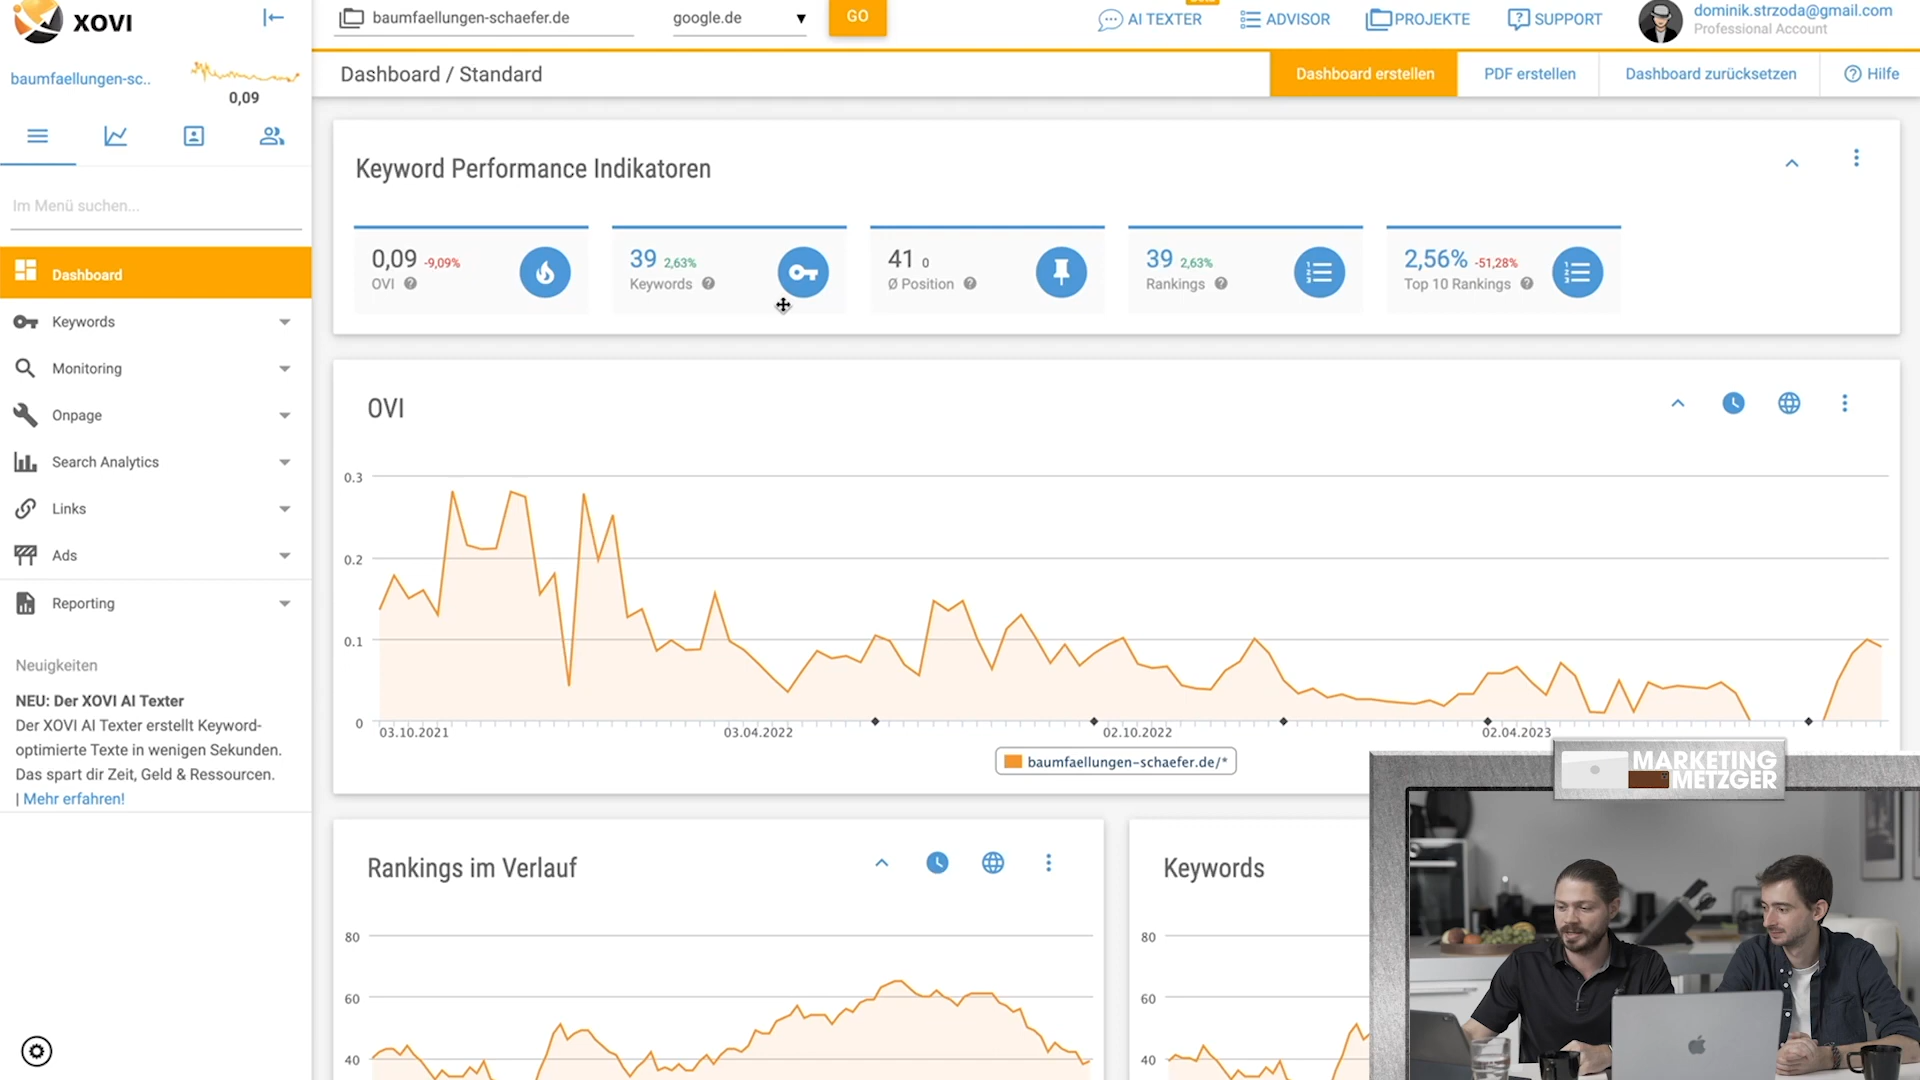 XOVI
baumfaellungen-schaefer.de
google.de
GO
AI TEXTER
ADVISOR
PROJEKTE
SUPPORT
dominik.strzoda@gmail.com
Professional Account
baumfaellungen-sc..
0,09
Dashboard / Standard
Dashboard erstellen
PDF erstellen
Dashboard zurücksetzen
Hilfe
Im Menü suchen...
Dashboard
Keywords
Monitoring
Onpage
Search Analytics
Links
Ads
Reporting
Neuigkeiten
NEU: Der XOVI AI Texter
Der XOVI AI Texter erstellt Keyword-
optimierte Texte in wenigen Sekunden.
Das spart dir Zeit, Geld & Ressourcen.
| Mehr erfahren!
Keyword Performance Indikatoren
0,09 -9,09%
OVI
39 2,63%
Keywords
41 0
Ø Position
39 2,63%
Rankings
2,56% -51,28%
Top 10 Rankings
OVI
0.3
0.2
0.1
0
03.10.2021
03.04.2022
02.10.2022
02.04.2023
baumfaellungen-schaefer.de/*
Rankings im Verlauf
80
60
40
Keywords
80
60
40
MARKETING
METZGER